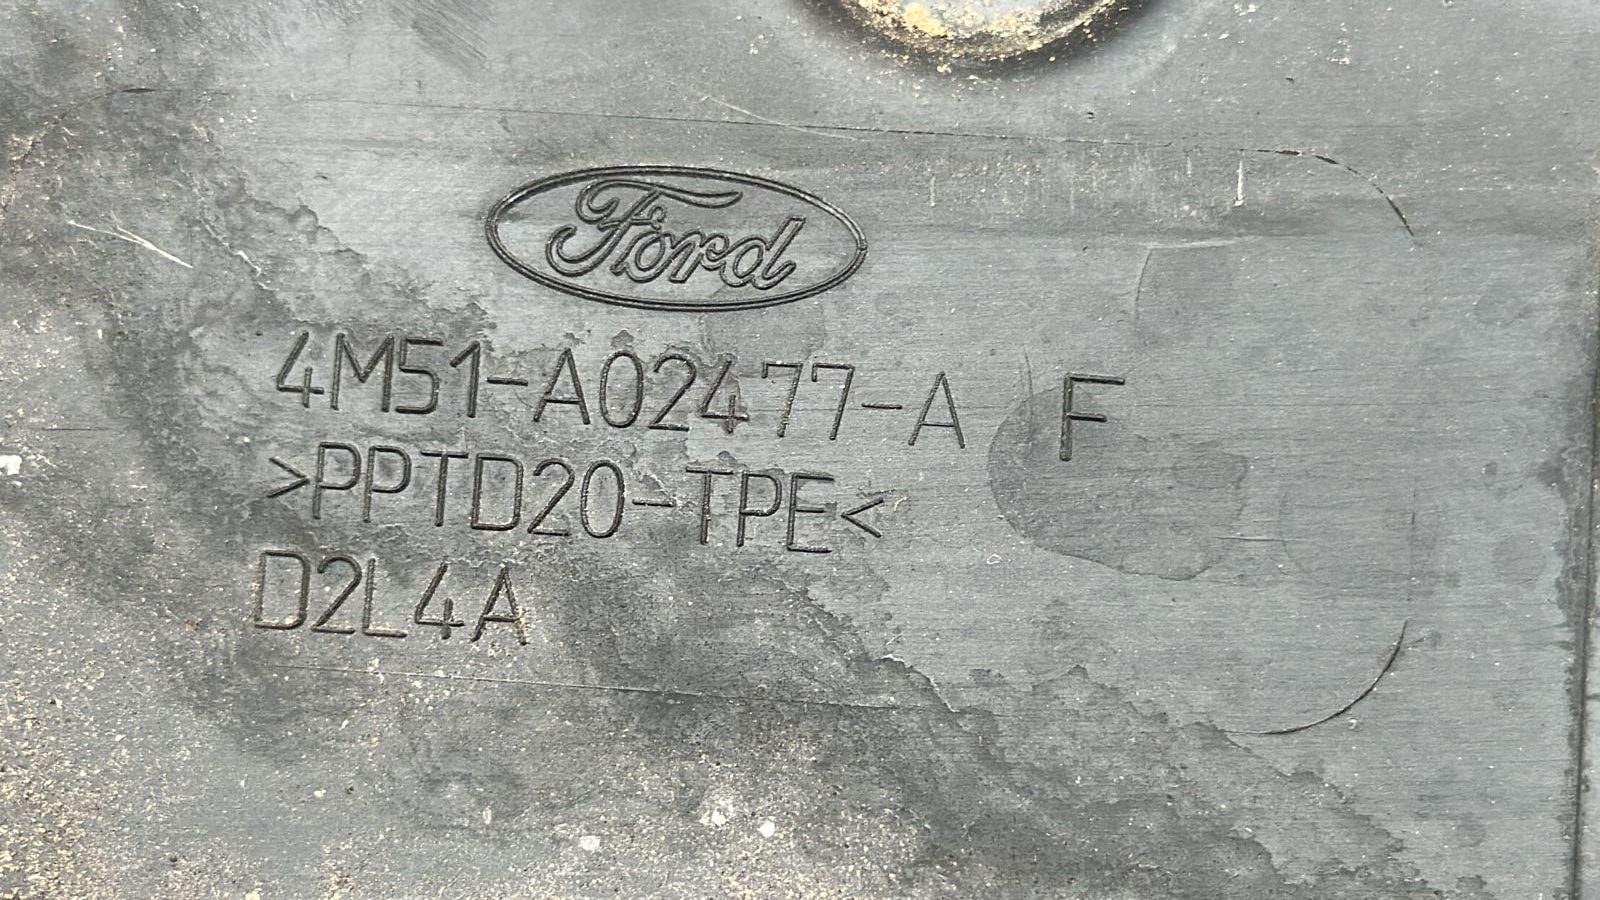 Ford
4M51-A02477-A F
>PPTD20-TPE<
D2L4A